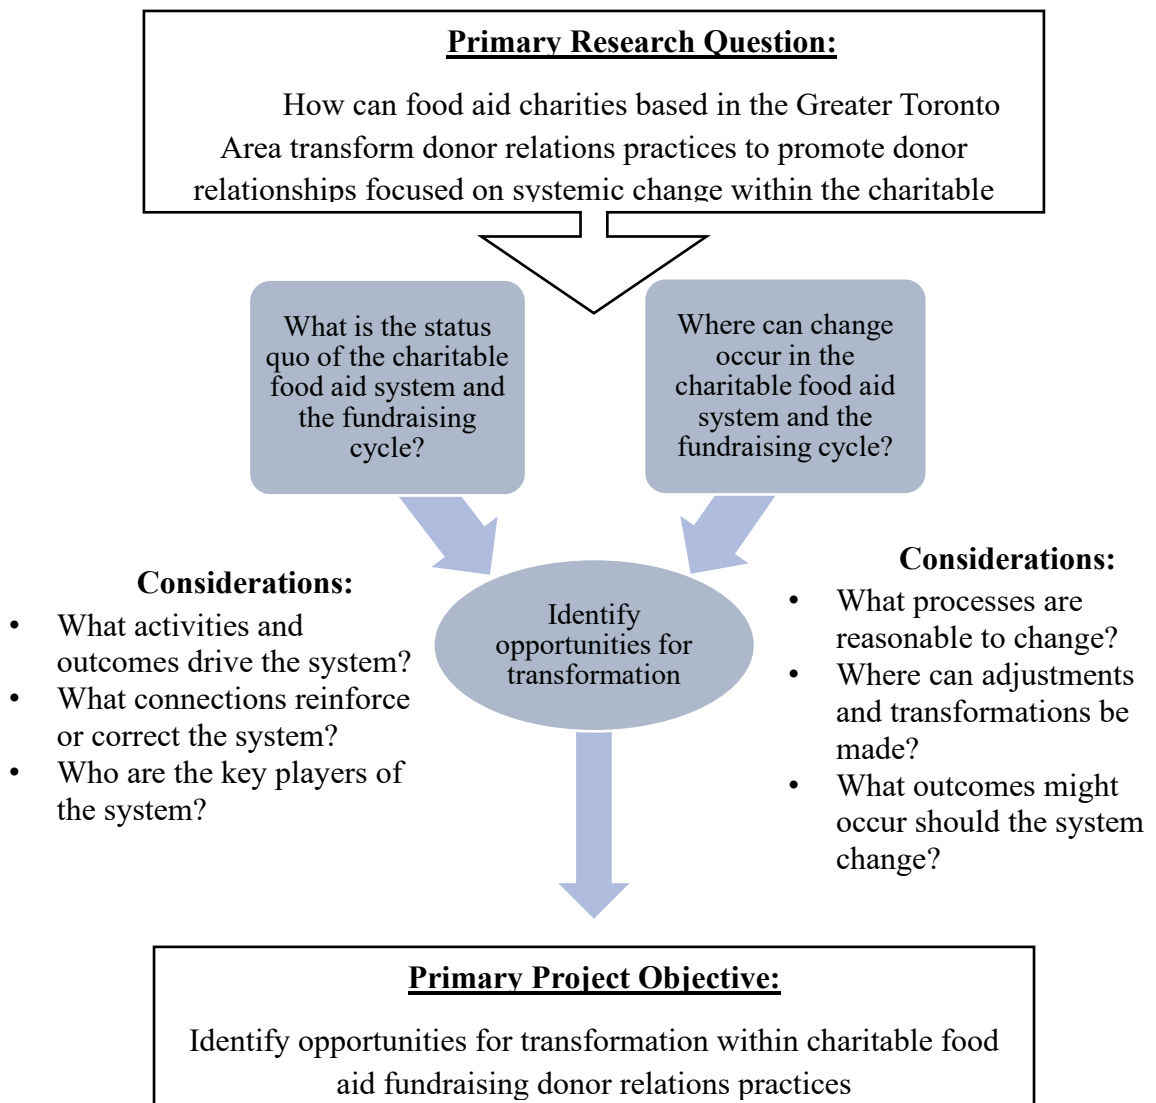 Primary Research Question:
How can food aid charities based in the Greater Toronto
Area transform donor relations practices to promote donor
relationships focused on systemic change within the charitable
What is the status
quo of the charitable
food aid system and
the fundraising
cycle?
Where can change
occur in the
charitable food aid
system and the
fundraising cycle?
Considerations:
• What activities and
outcomes drive the system?
• What connections reinforce
or correct the system?
• Who are the key players of
the system?
Identify
opportunities for
transformation
Considerations:
• What processes are
reasonable to change?
• Where can adjustments
and transformations be
made?
• What outcomes might
occur should the system
change?
Primary Project Objective:
Identify opportunities for transformation within charitable food
aid fundraising donor relations practices